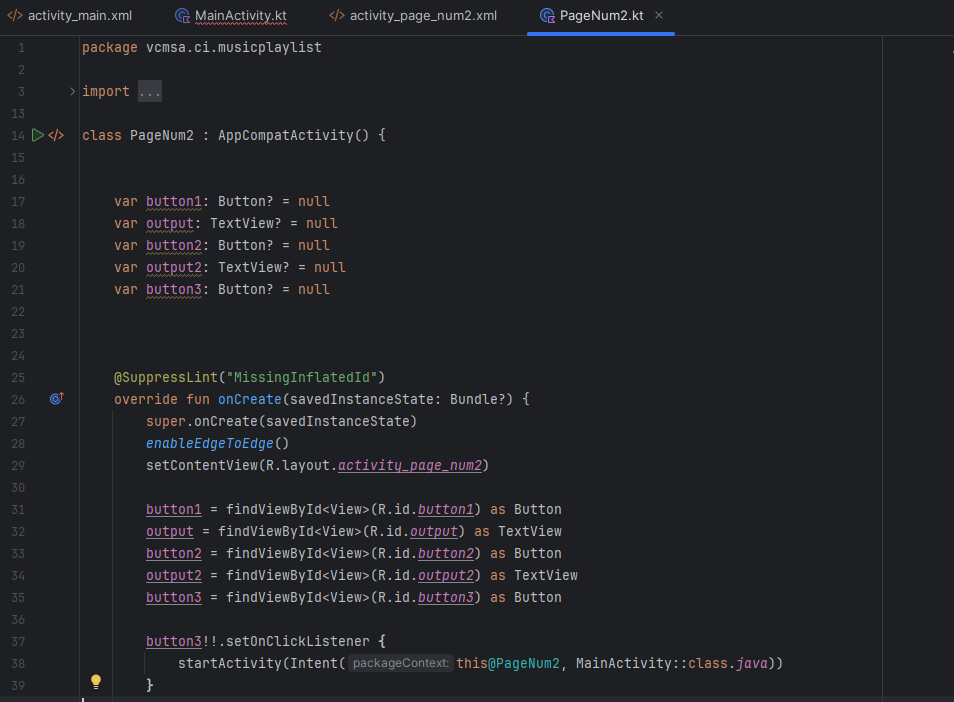 </> activity_main.xml MainActivity.kt </> activity_page_num2.xml PageNum2.kt ×
1 package vcmsa.ci.musicplaylist
2
3 > import ...
13
14 </> class PageNum2 : AppCompatActivity() {
15
16
17 var button1: Button? = null
18 var output: TextView? = null
19 var button2: Button? = null
20 var output2: TextView? = null
21 var button3: Button? = null
22
23
24
25 @SuppressLint("MissingInflatedId")
26 override fun onCreate(savedInstanceState: Bundle?) {
27 super.onCreate(savedInstanceState)
28 enableEdgeToEdge()
29 setContentView(R.layout.activity_page_num2)
30
31 button1 = findViewById<View>(R.id.button1) as Button
32 output = findViewById<View>(R.id.output) as TextView
33 button2 = findViewById<View>(R.id.button2) as Button
34 output2 = findViewById<View>(R.id.output2) as TextView
35 button3 = findViewById<View>(R.id.button3) as Button
36
37 button3!!.setOnClickListener {
38 startActivity(Intent( packageContext: this@PageNum2, MainActivity::class.java))
39 }